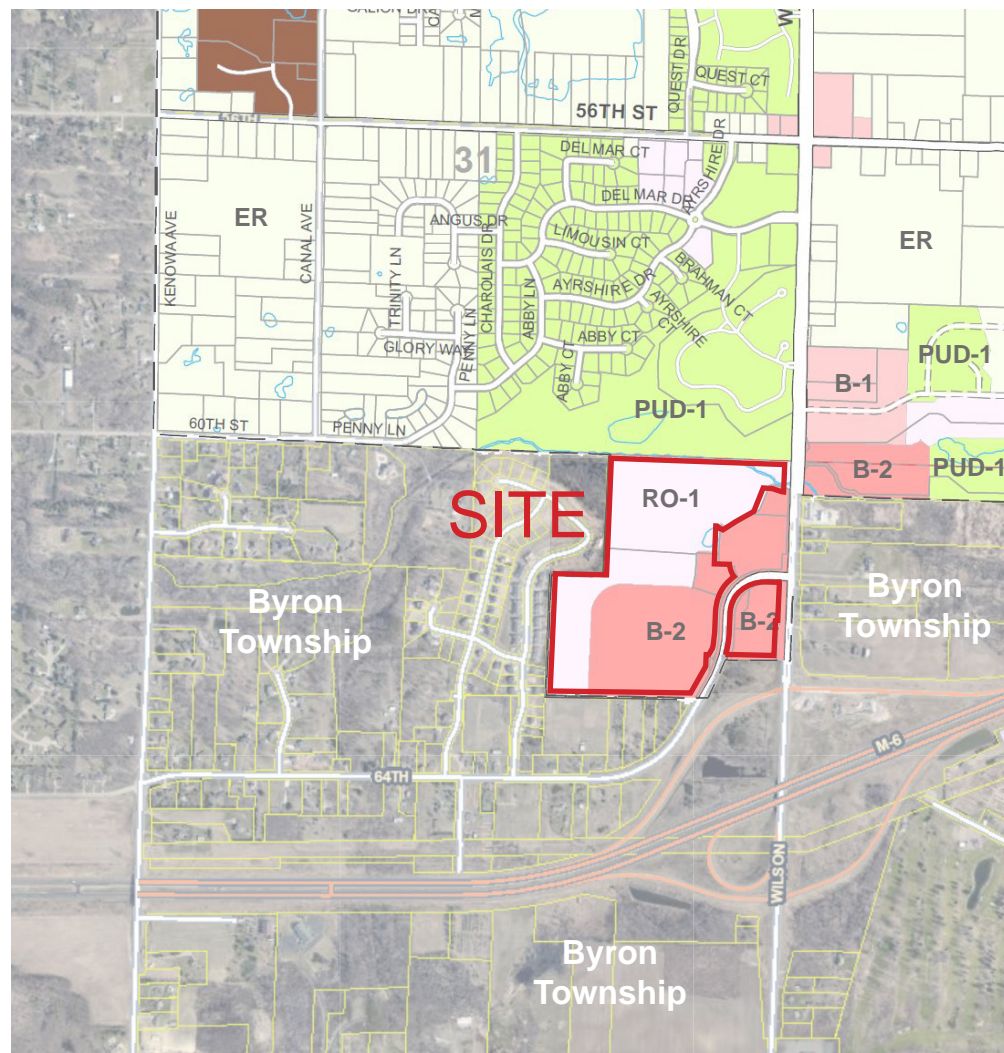 QUEST DR
QUEST CT
56TH ST
56TH
31
DEL MAR CT
DEL MAR DR
AYRSHIRE DR
KENOWA AVE
ER
CANAL AVE
ANGUS DR
TRINITY LN
CHAROLAIS DR
LIMOUSIN CT
ER
BRAHMAN CT
AYRSHIRE DR
AYRSHIRE
CT
ABBY LN
PENNY LN
GLORY WAY
ABBY CT
ABBY CT
PUD-1
B-1
PUD-1
60TH ST
PENNY LN
B-2
PUD-1
SITE
RO-1
Byron
Township
B-2
B-2
Byron
Township
64TH
M-6
WILSON
Byron
Township